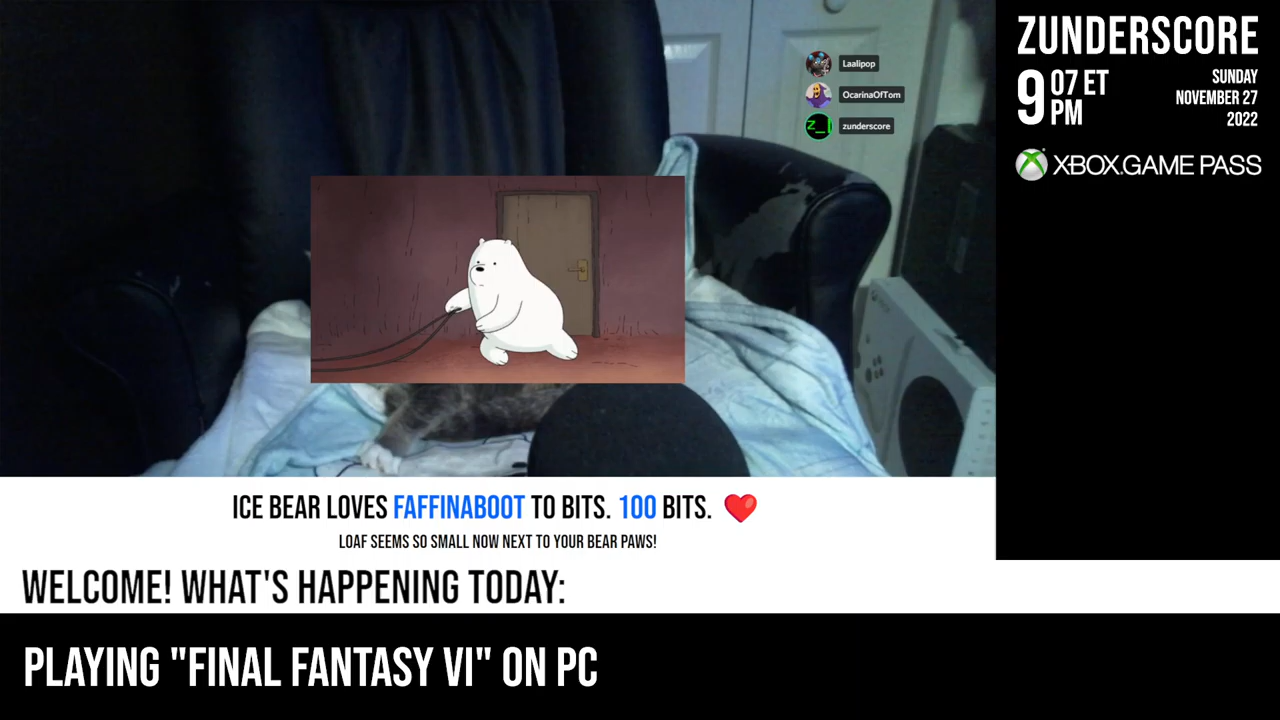 ZUNDERSCORE
9 07 ET
PM
SUNDAY
NOVEMBER 27
2022
XBOX GAME PASS
Laalipop
OcarinaOfTom
zunderscore
Z_
ICE BEAR LOVES FAFFINABOOT TO BITS. 100 BITS. ❤️
LOAF SEEMS SO SMALL NOW NEXT TO YOUR BEAR PAWS!
WELCOME! WHAT'S HAPPENING TODAY:
PLAYING "FINAL FANTASY VI" ON PC